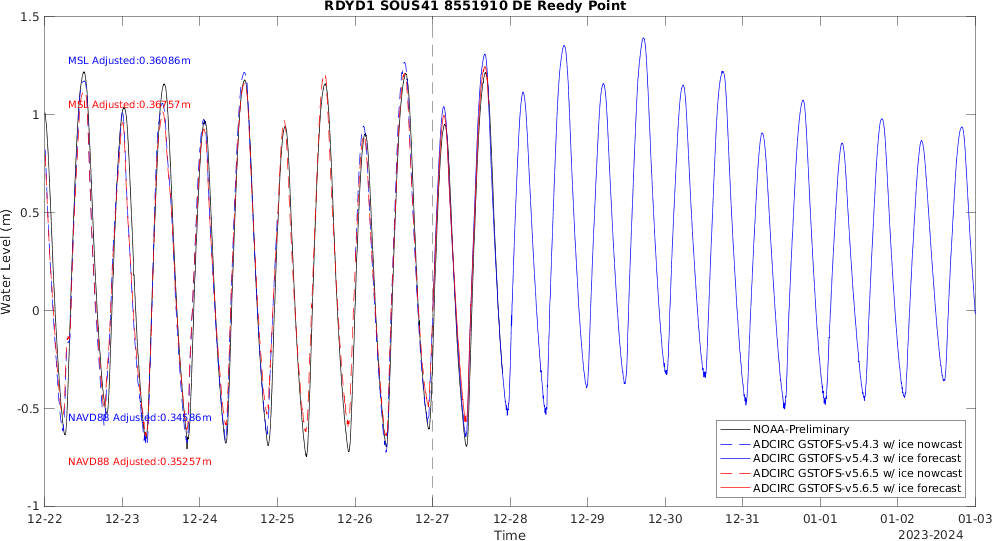 RDYD1 SOUS41 8551910 DE Reedy Point
1.5
MSL Adjusted:0.36086m
MSL Adjusted:0.36757m
1
0.5
Water Level (m)
0
-0.5
NAVD88 Adjusted:0.34586m
NAVD88 Adjusted:0.35257m
NOAA-Preliminary
ADCIRC GSTOFS-v5.4.3 w/ ice nowcast
ADCIRC GSTOFS-v5.4.3 w/ ice forecast
ADCIRC GSTOFS-v5.6.5 w/ ice nowcast
ADCIRC GSTOFS-v5.6.5 w/ ice forecast
-1
12-22 12-23 12-24 12-25 12-26 12-27 12-28 12-29 12-30 12-31 01-01 01-02 01-03
Time
2023-2024